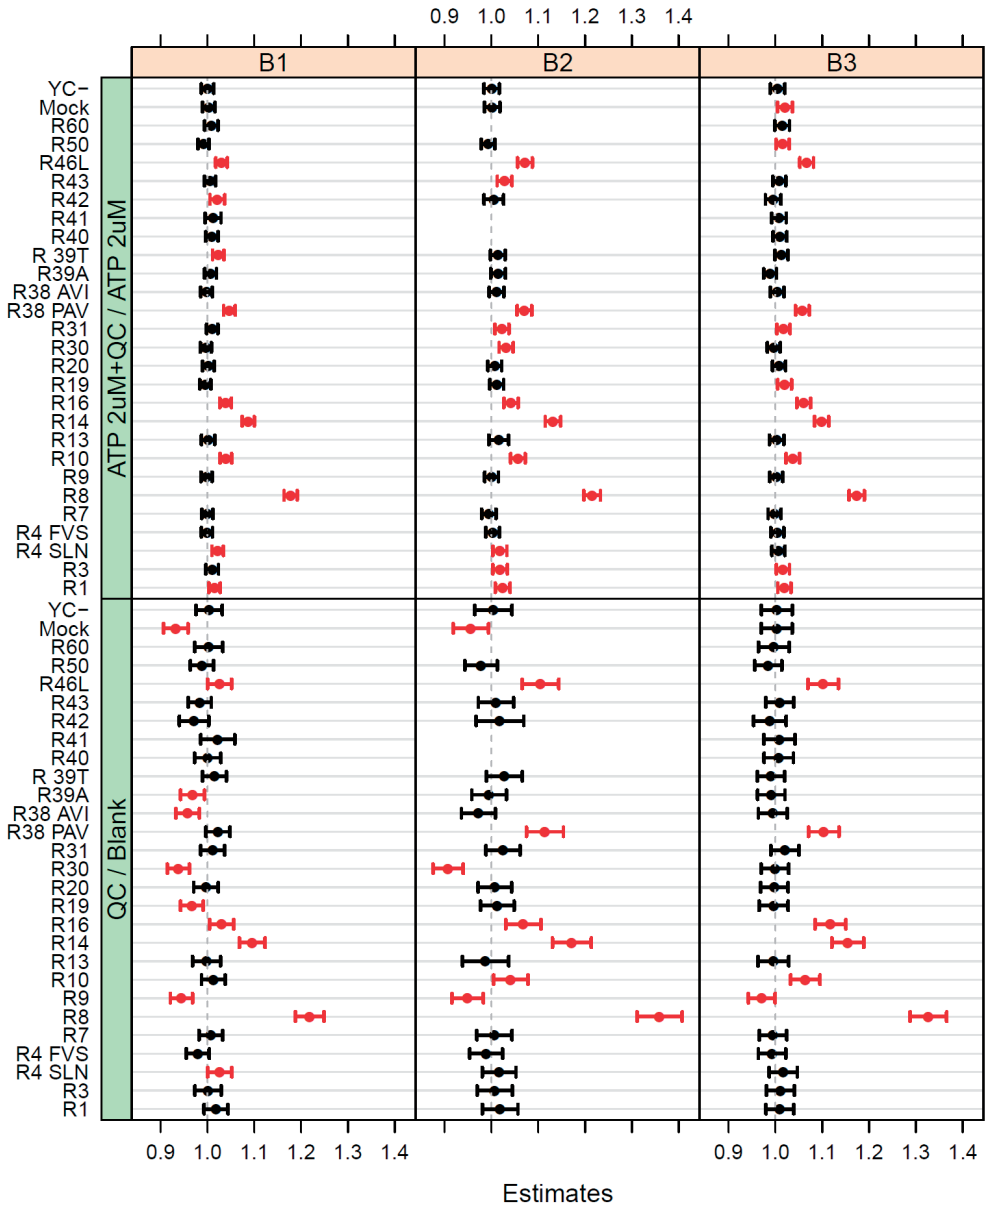 0.9 1.0 1.1 1.2 1.3 1.4
B1 B2 B3
ATP 2uM+QC / ATP 2uM
YC−
Mock
R60
R50
R46L
R43
R42
R41
R40
R 39T
R39A
R38 AVI
R38 PAV
R31
R30
R20
R19
R16
R14
R13
R10
R9
R8
R7
R4 FVS
R4 SLN
R3
R1
QC / Blank
YC−
Mock
R60
R50
R46L
R43
R42
R41
R40
R 39T
R39A
R38 AVI
R38 PAV
R31
R30
R20
R19
R16
R14
R13
R10
R9
R8
R7
R4 FVS
R4 SLN
R3
R1
0.9 1.0 1.1 1.2 1.3 1.4 0.9 1.0 1.1 1.2 1.3 1.4
Estimates